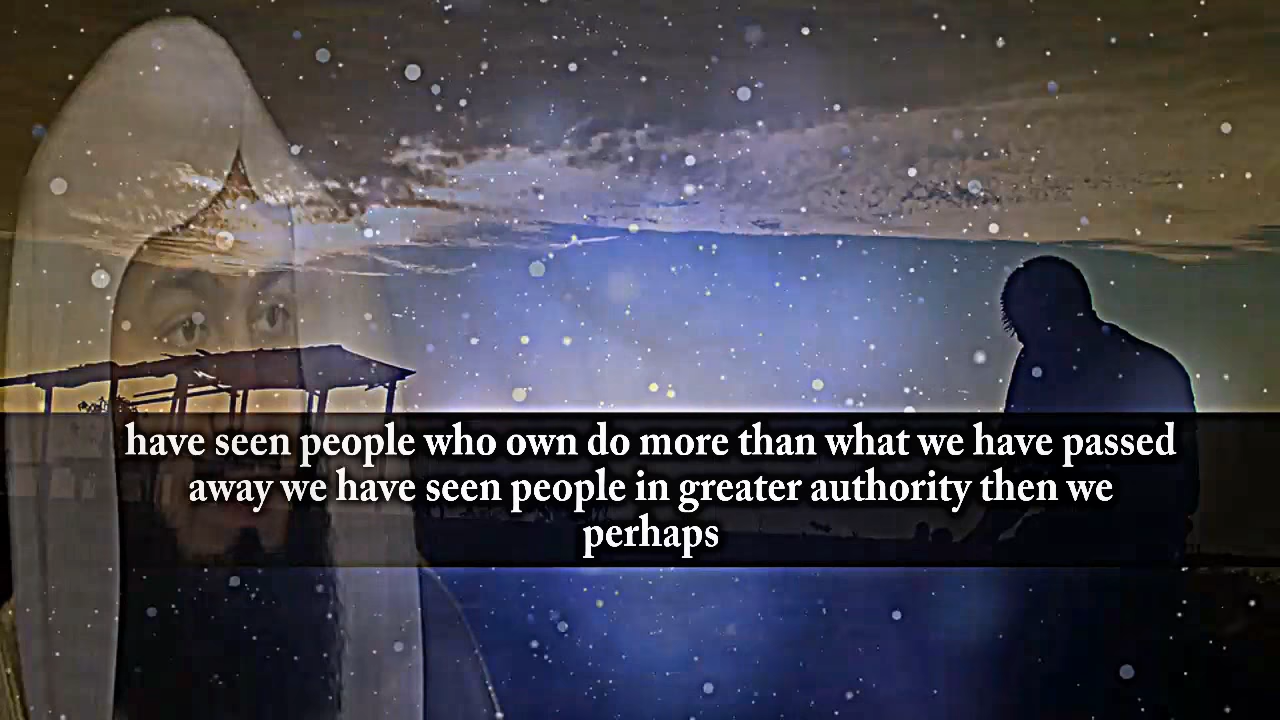 have seen people who own do more than what we have passed
away we have seen people in greater authority then we
perhaps